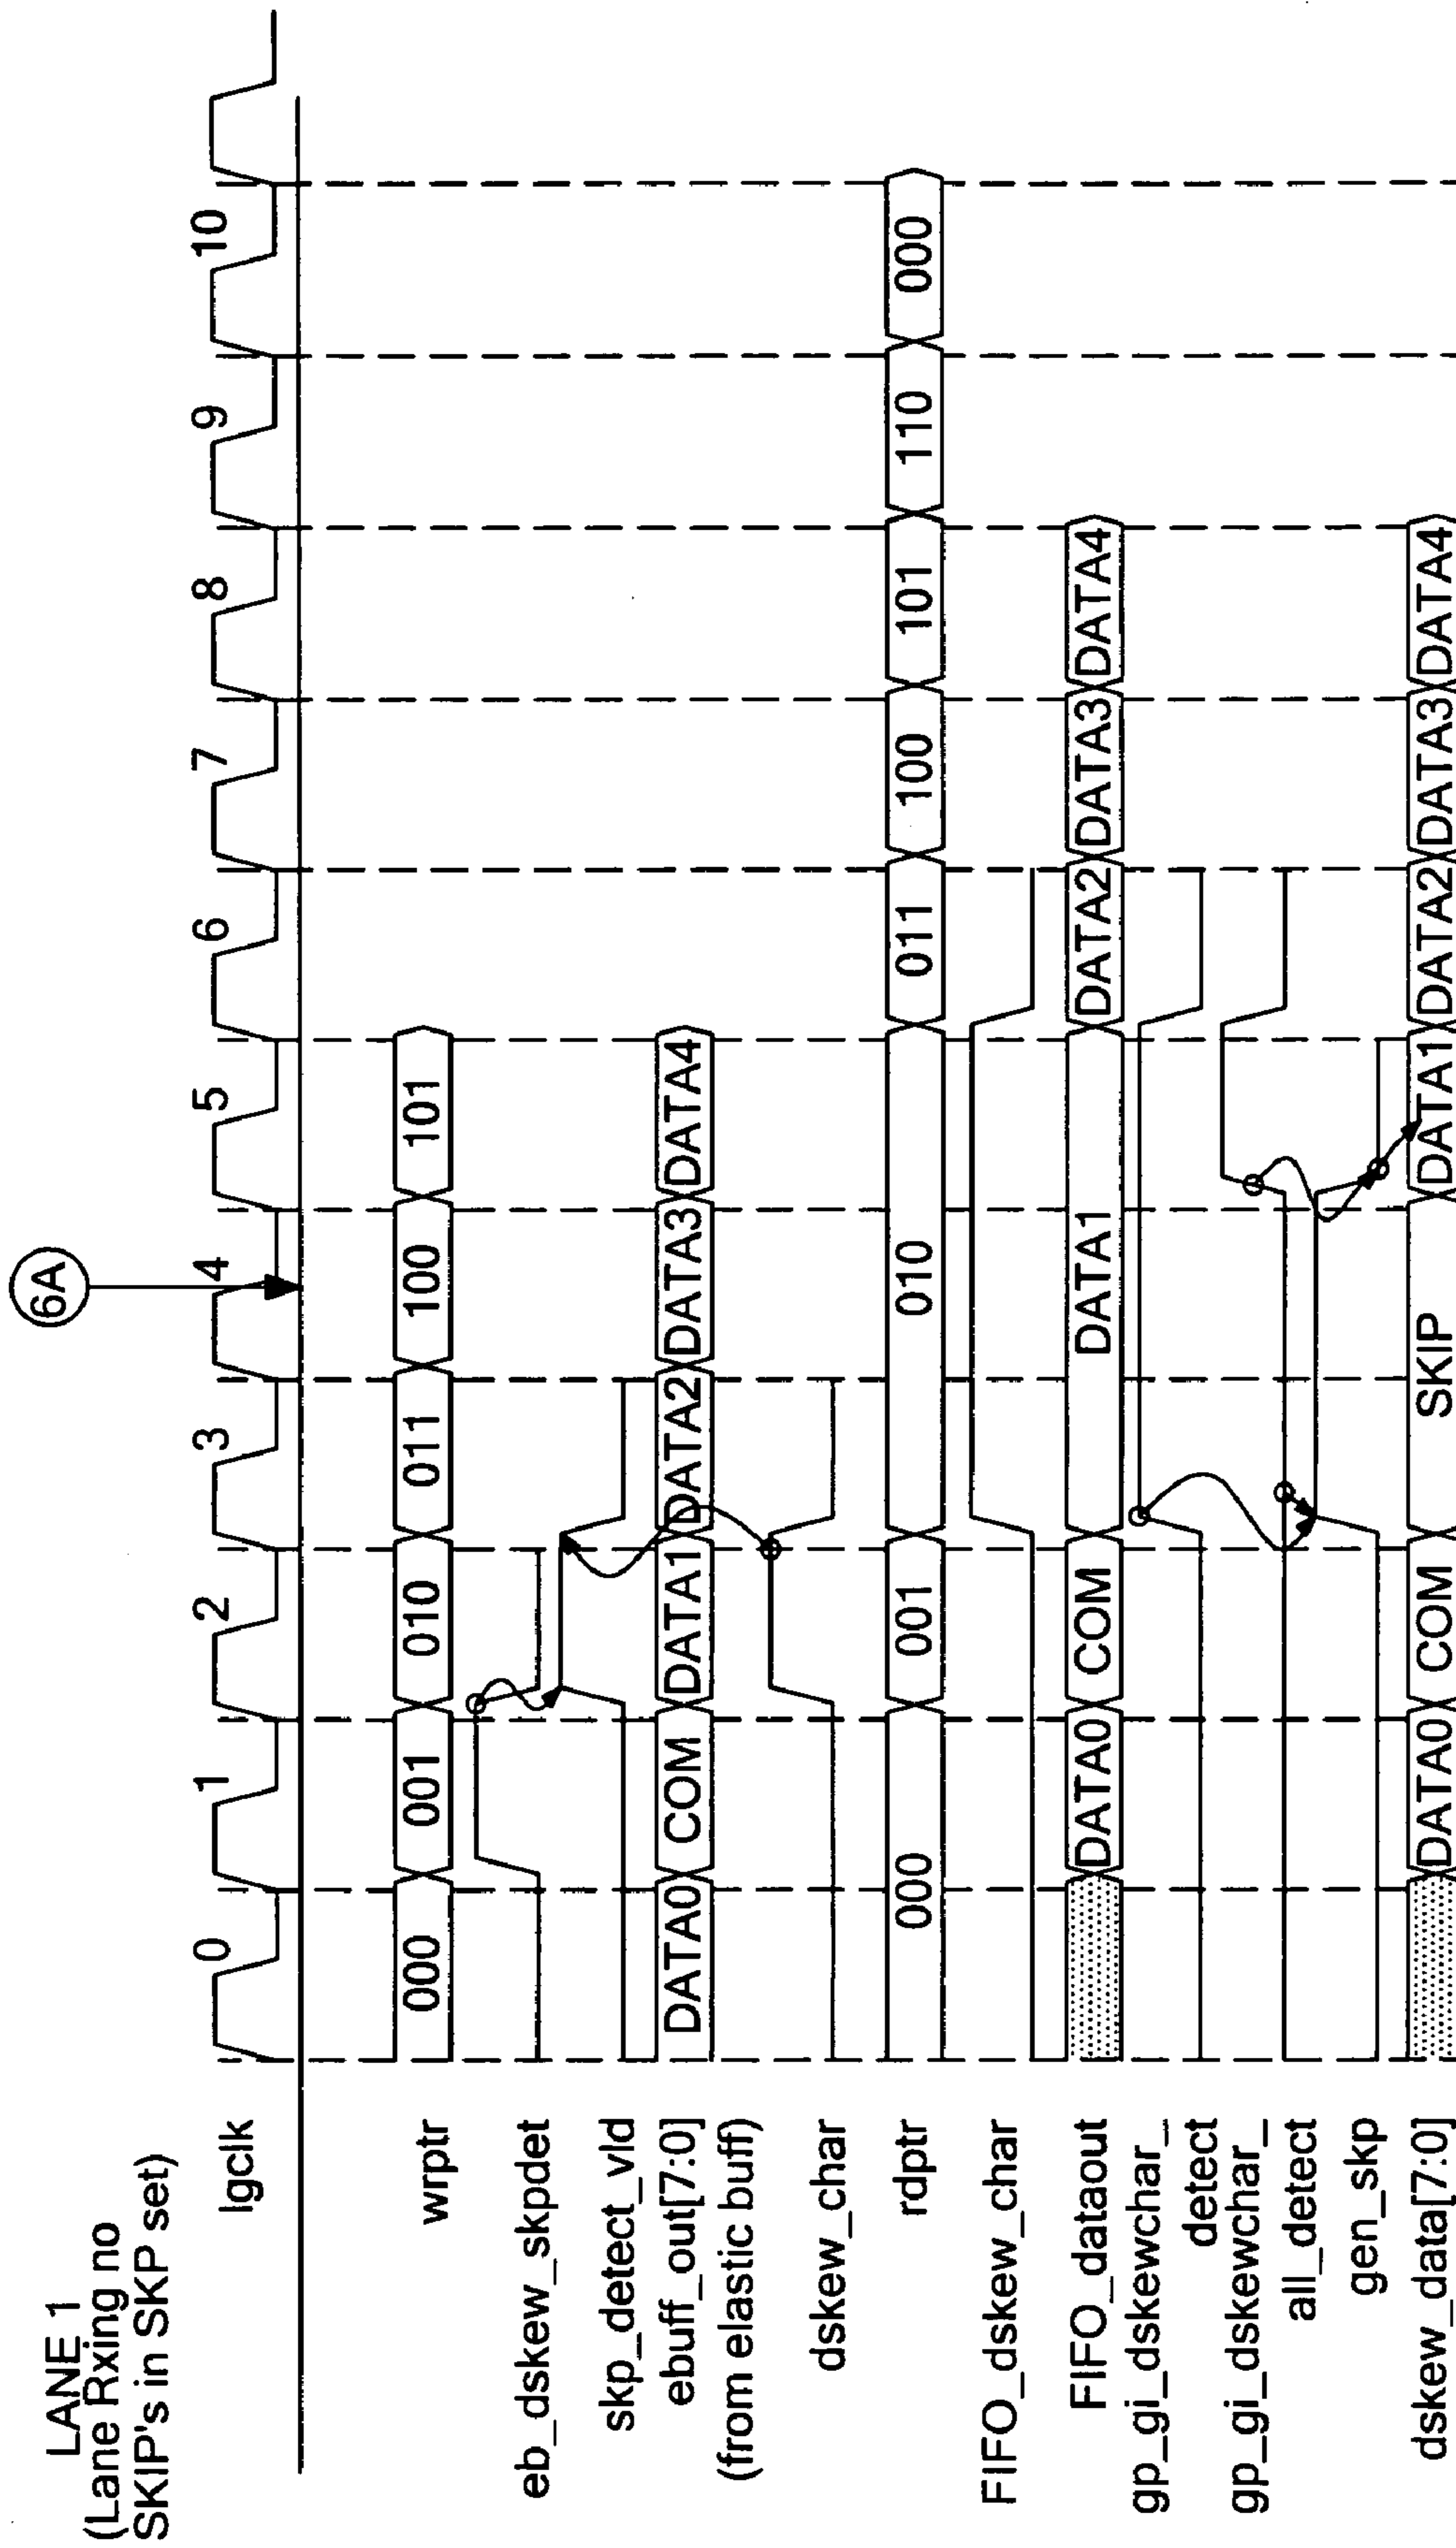 LANE 1
(Lane Rxing no
SKIP's in SKP set)
6A
lgclk 0 1 2 3 4 5 6 7 8 9 10
wrptr 000 001 010 011 100 101
eb_dskew_skpdet
skp_detect_vld
ebuff_out[7:0] DATA0 COM DATA1 DATA2 DATA3 DATA4
(from elastic buff)
dskew_char
rdptr 000 001 010 011 100 101 110 000
FIFO_dskew_char
FIFO_dataout DATA0 COM DATA1 DATA2 DATA3 DATA4
gp_gi_dskewchar_
detect
gp_gi_dskewchar_
all_detect
gen_skp
dskew_data[7:0] DATA0 COM SKIP DATA1 DATA2 DATA3 DATA4